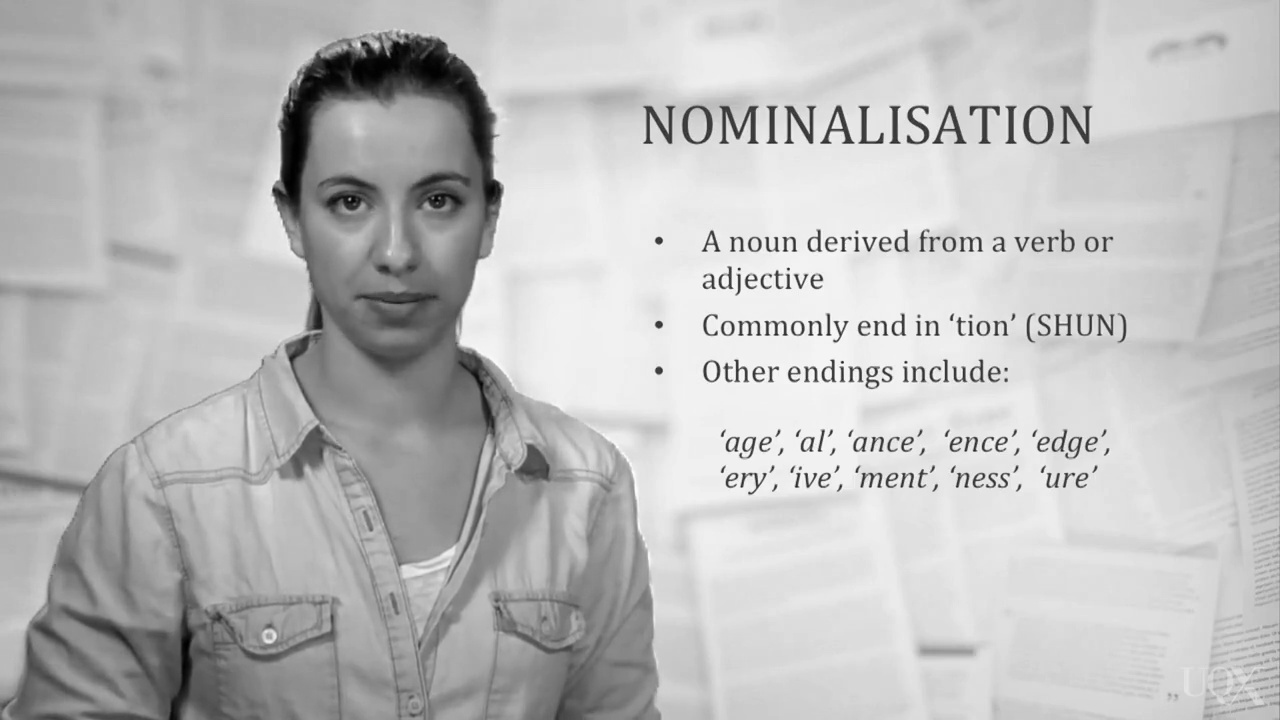 NOMINALISATION
• A noun derived from a verb or
adjective
• Commonly end in ‘tion’ (SHUN)
• Other endings include:
‘age’, ‘al’, ‘ance’, ‘ence’, ‘edge’,
‘ery’, ‘ive’, ‘ment’, ‘ness’, ‘ure’
UQX